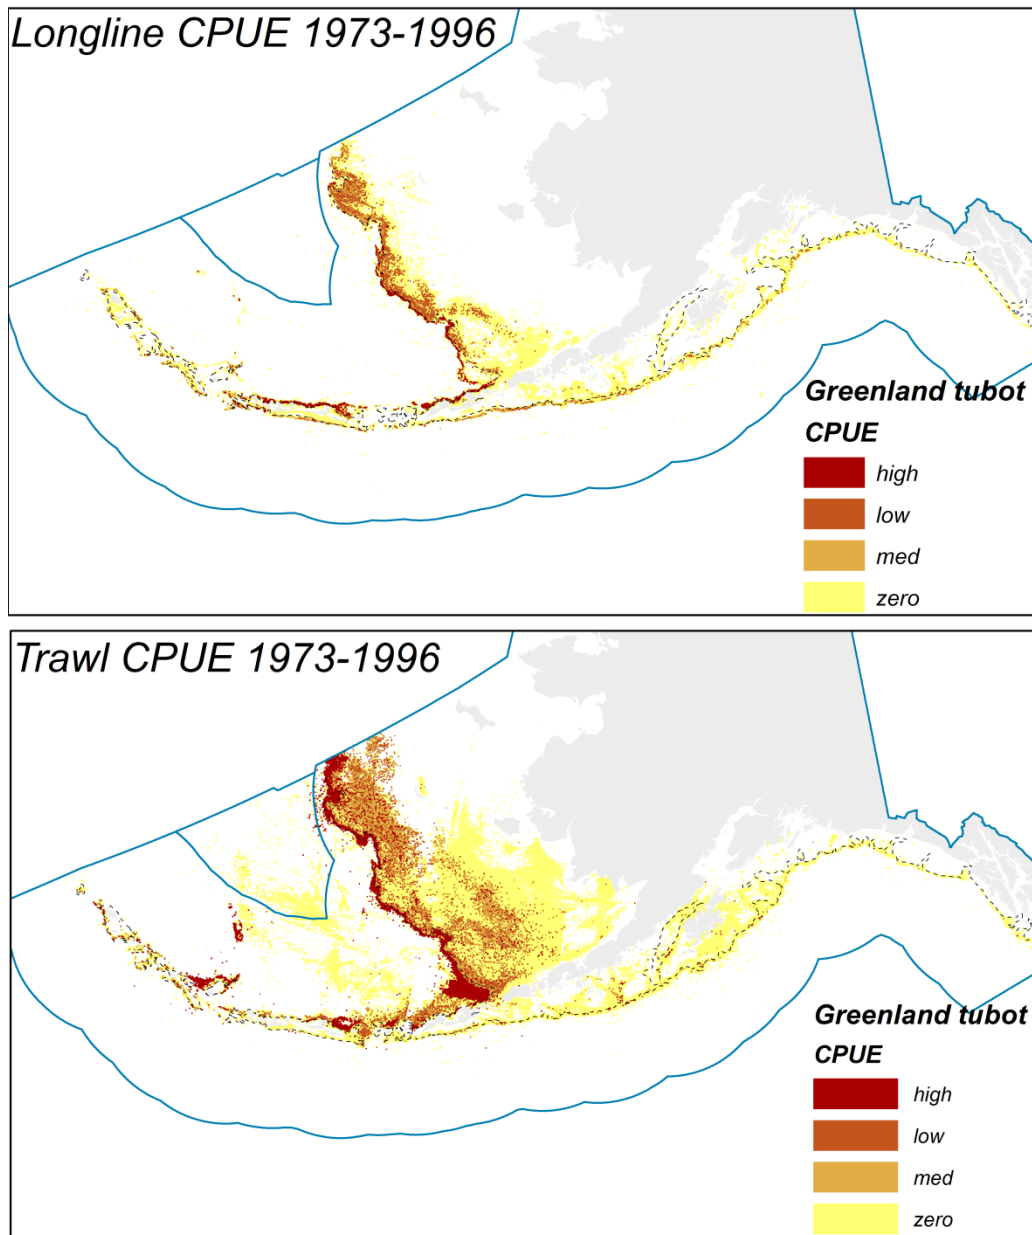 Longline CPUE 1973-1996
Greenland tubot
CPUE
high
low
med
zero
Trawl CPUE 1973-1996
Greenland tubot
CPUE
high
low
med
zero